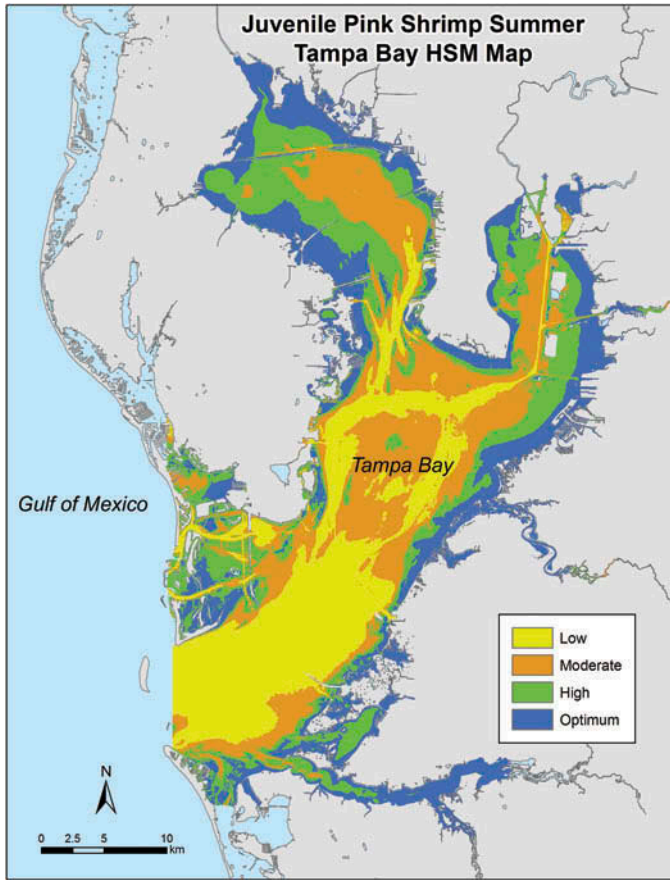 Juvenile Pink Shrimp Summer
Tampa Bay HSM Map
Tampa Bay
Gulf of Mexico
Low
Moderate
High
Optimum
N
0 2.5 5 10
km